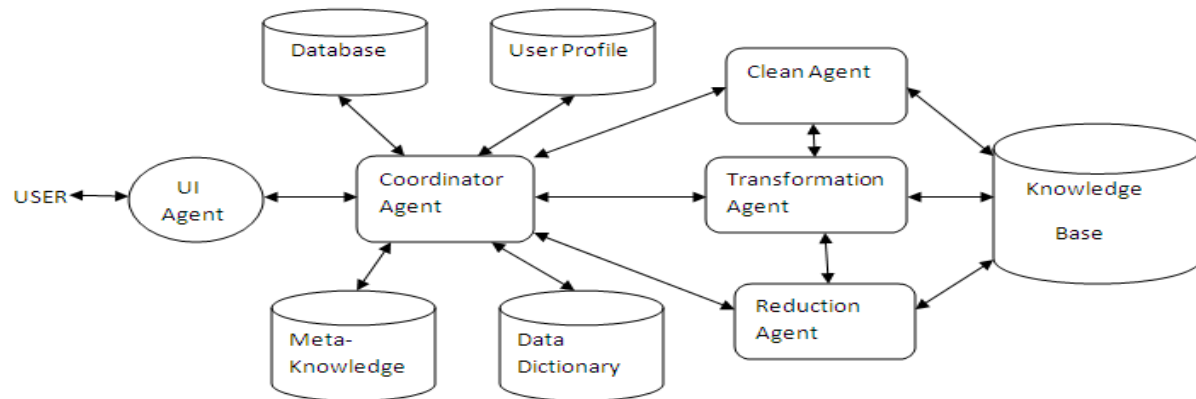 Database
User Profile
Clean Agent
USER
UI
Agent
Coordinator
Agent
Transformation
Agent
Knowledge
Base
Meta-
Knowledge
Data
Dictionary
Reduction
Agent